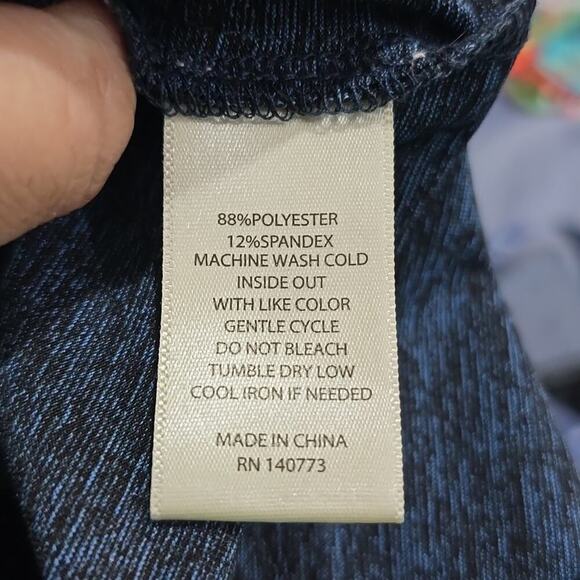 88%POLYESTER
12%SPANDEX
MACHINE WASH COLD
INSIDE OUT
WITH LIKE COLOR
GENTLE CYCLE
DO NOT BLEACH
TUMBLE DRY LOW
COOL IRON IF NEEDED
MADE IN CHINA
RN 140773